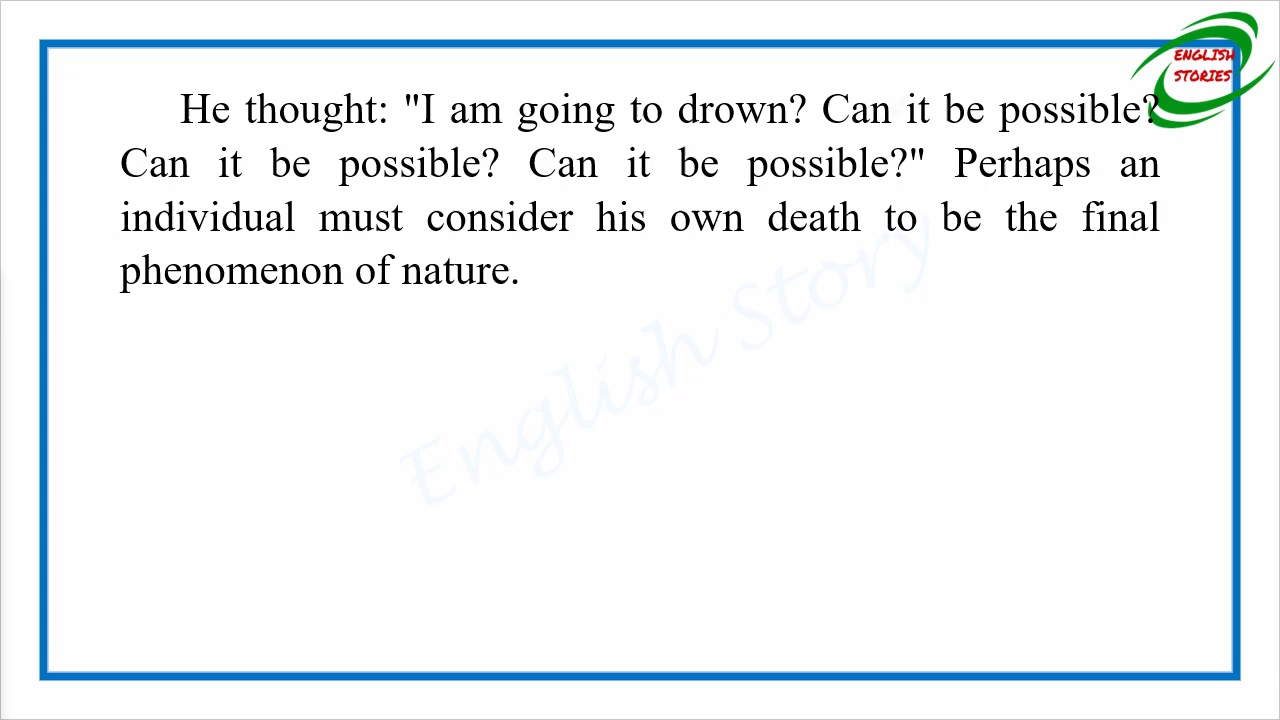 ENGLISH
STORIES
He thought: "I am going to drown? Can it be possible?
Can it be possible? Can it be possible?" Perhaps an
individual must consider his own death to be the final
phenomenon of nature.
English Story